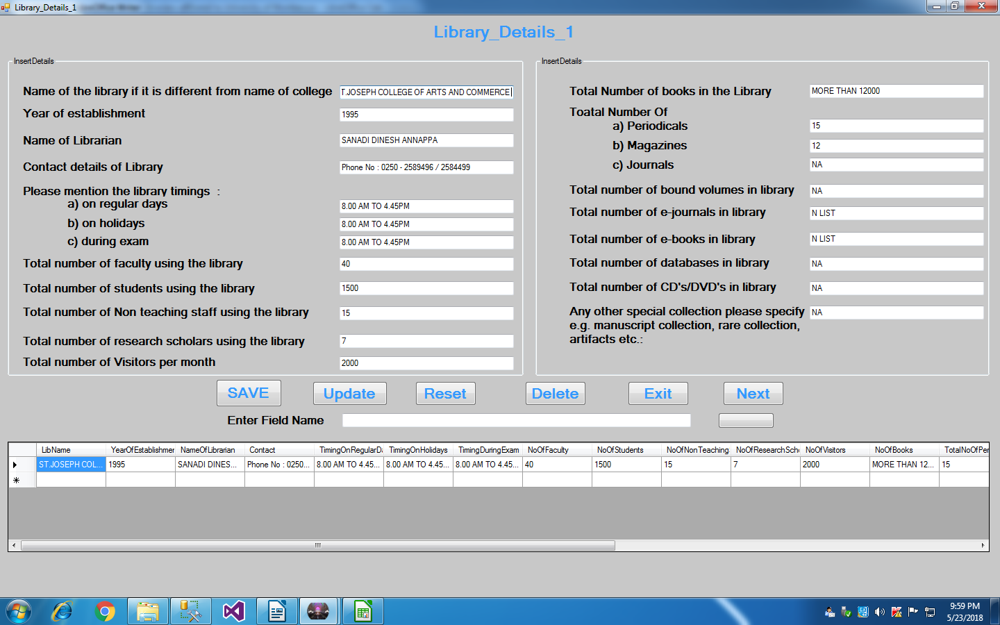 Library_Details_1
Library_Details_1
InsertDetails
Name of the library if it is different from name of college T.JOSEPH COLLEGE OF ARTS AND COMMERCE
Year of establishment 1995
Name of Librarian SANADI DINESH ANNAPPA
Contact details of Library Phone No : 0250 - 2589496 / 2584499
Please mention the library timings :
a) on regular days 8.00 AM TO 4.45PM
b) on holidays 8.00 AM TO 4.45PM
c) during exam 8.00 AM TO 4.45PM
Total number of faculty using the library 40
Total number of students using the library 1500
Total number of Non teaching staff using the library 15
Total number of research scholars using the library 7
Total number of Visitors per month 2000
InsertDetails
Total Number of books in the Library MORE THAN 12000
Toatal Number Of
a) Periodicals 15
b) Magazines 12
c) Journals NA
Total number of bound volumes in library NA
Total number of e-journals in library N LIST
Total number of e-books in library N LIST
Total number of databases in library NA
Total number of CD's/DVD's in library NA
Any other special collection please specify NA
e.g. manuscript collection, rare collection,
artifacts etc.:
SAVE Update Reset Delete Exit Next
Enter Field Name
LibName YearOfEstablishmer NameOfLibrarian Contact TimingOnRegularDa TimingOnHolidays TimingDuringExam NoOfFaculty NoOfStudents NoOfNonTeaching NoOfResearchSch NoOfVisitors NoOfBooks TotalNoOfPer
ST.JOSEPH COL... 1995 SANADI DINES... Phone No : 0250... 8.00 AM TO 4.45... 8.00 AM TO 4.45... 8.00 AM TO 4.45... 40 1500 15 7 2000 MORE THAN 12... 15
9:59 PM
5/23/2018